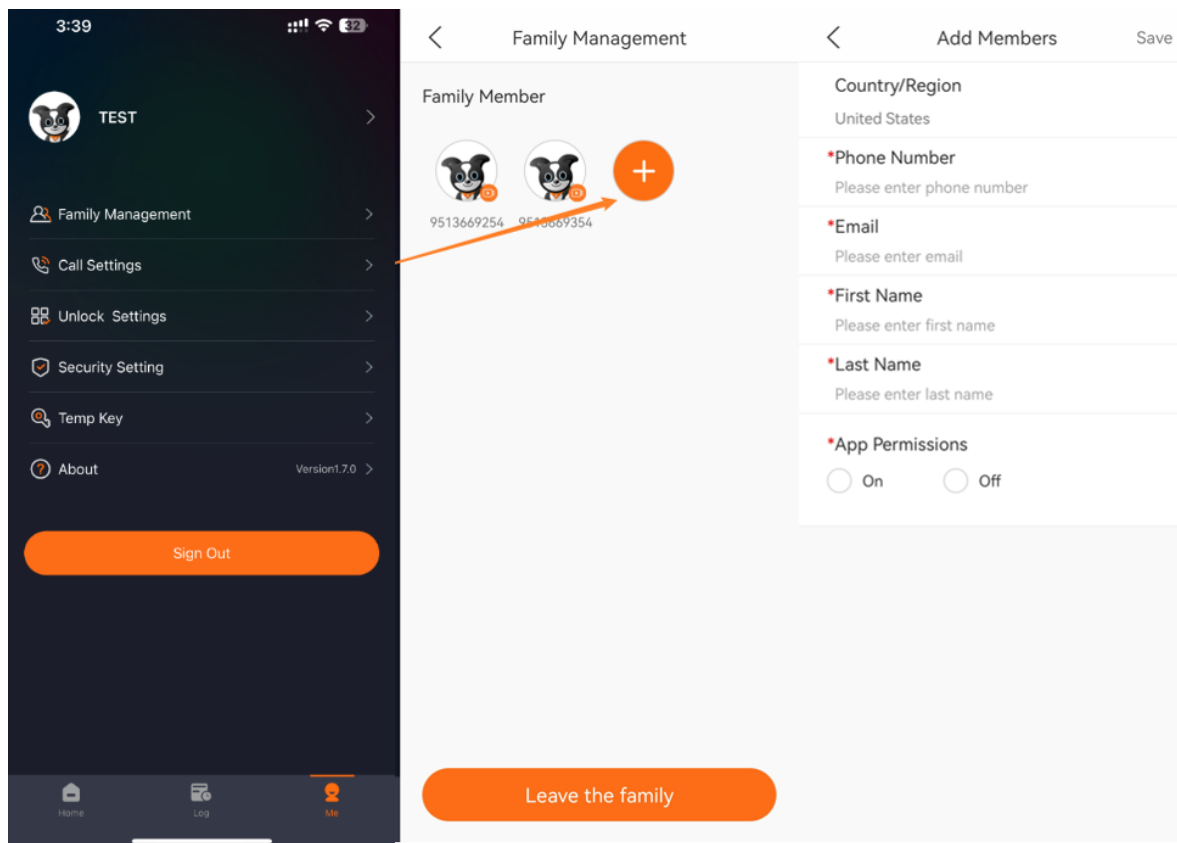 3:39
32
TEST
Family Management
Call Settings
Unlock Settings
Security Setting
Temp Key
About Version1.7.0
Sign Out
Home Log Me
Family Management
Family Member
9513669254 9513669354
Leave the family
Add Members Save
Country/Region
United States
*Phone Number
Please enter phone number
*Email
Please enter email
*First Name
Please enter first name
*Last Name
Please enter last name
*App Permissions
On Off